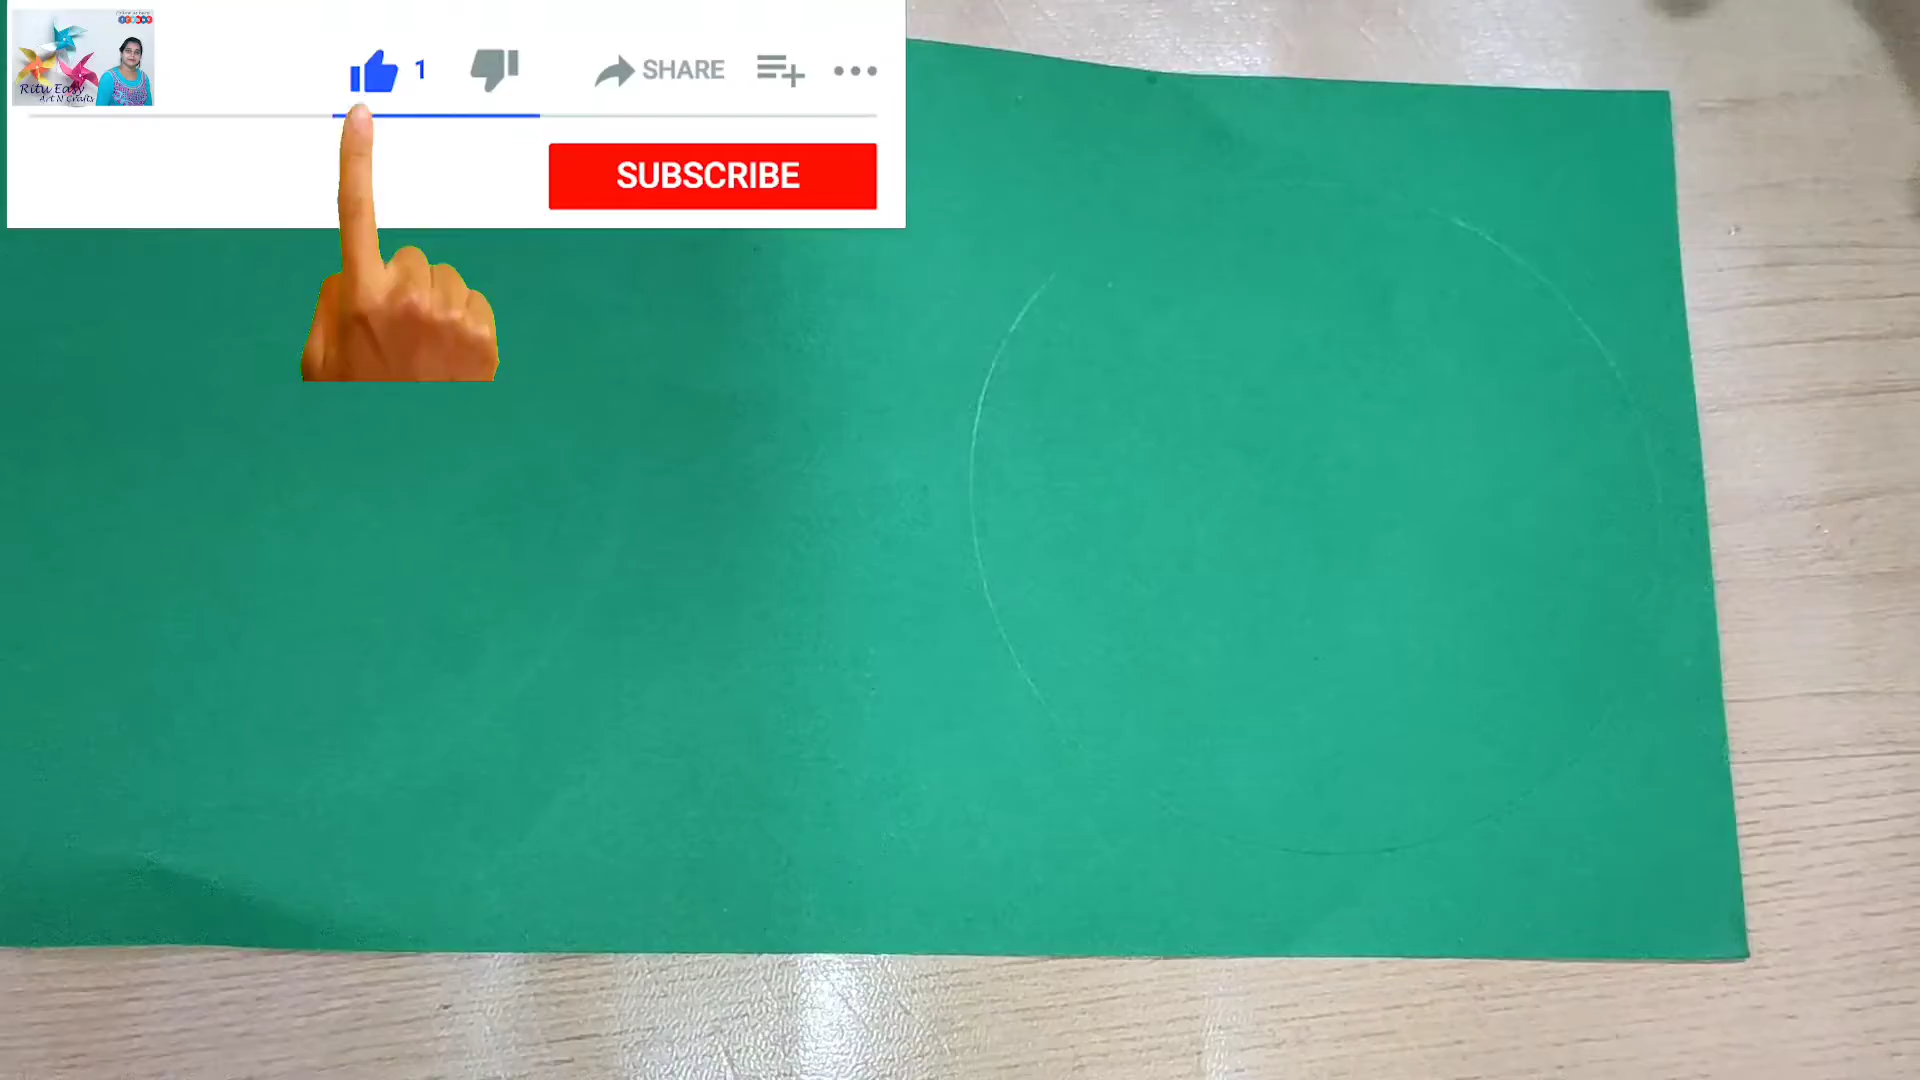 Ritu Easy
Art N Crafts
1
SHARE
SUBSCRIBE